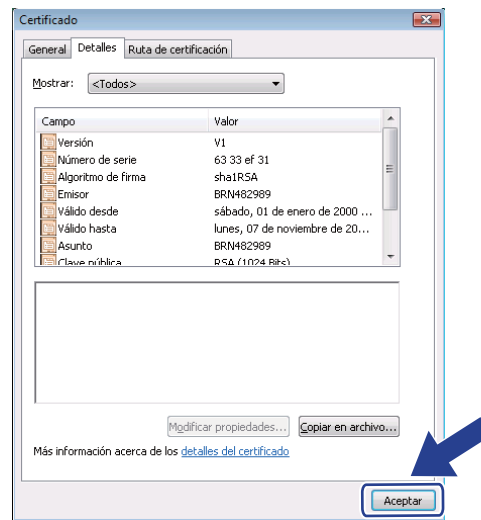 Certificado
General Detalles Ruta de certificación
Mostrar: <Todos>
Campo Valor
Versión V1
Número de serie 63 33 ef 31
Algoritmo de firma sha1RSA
Emisor BRN482989
Válido desde sábado, 01 de enero de 2000 ...
Válido hasta lunes, 07 de noviembre de 20...
Asunto BRN482989
Clave pública RSA (1024 Bits)
Modificar propiedades... Copiar en archivo...
Más información acerca de los detalles del certificado
Aceptar